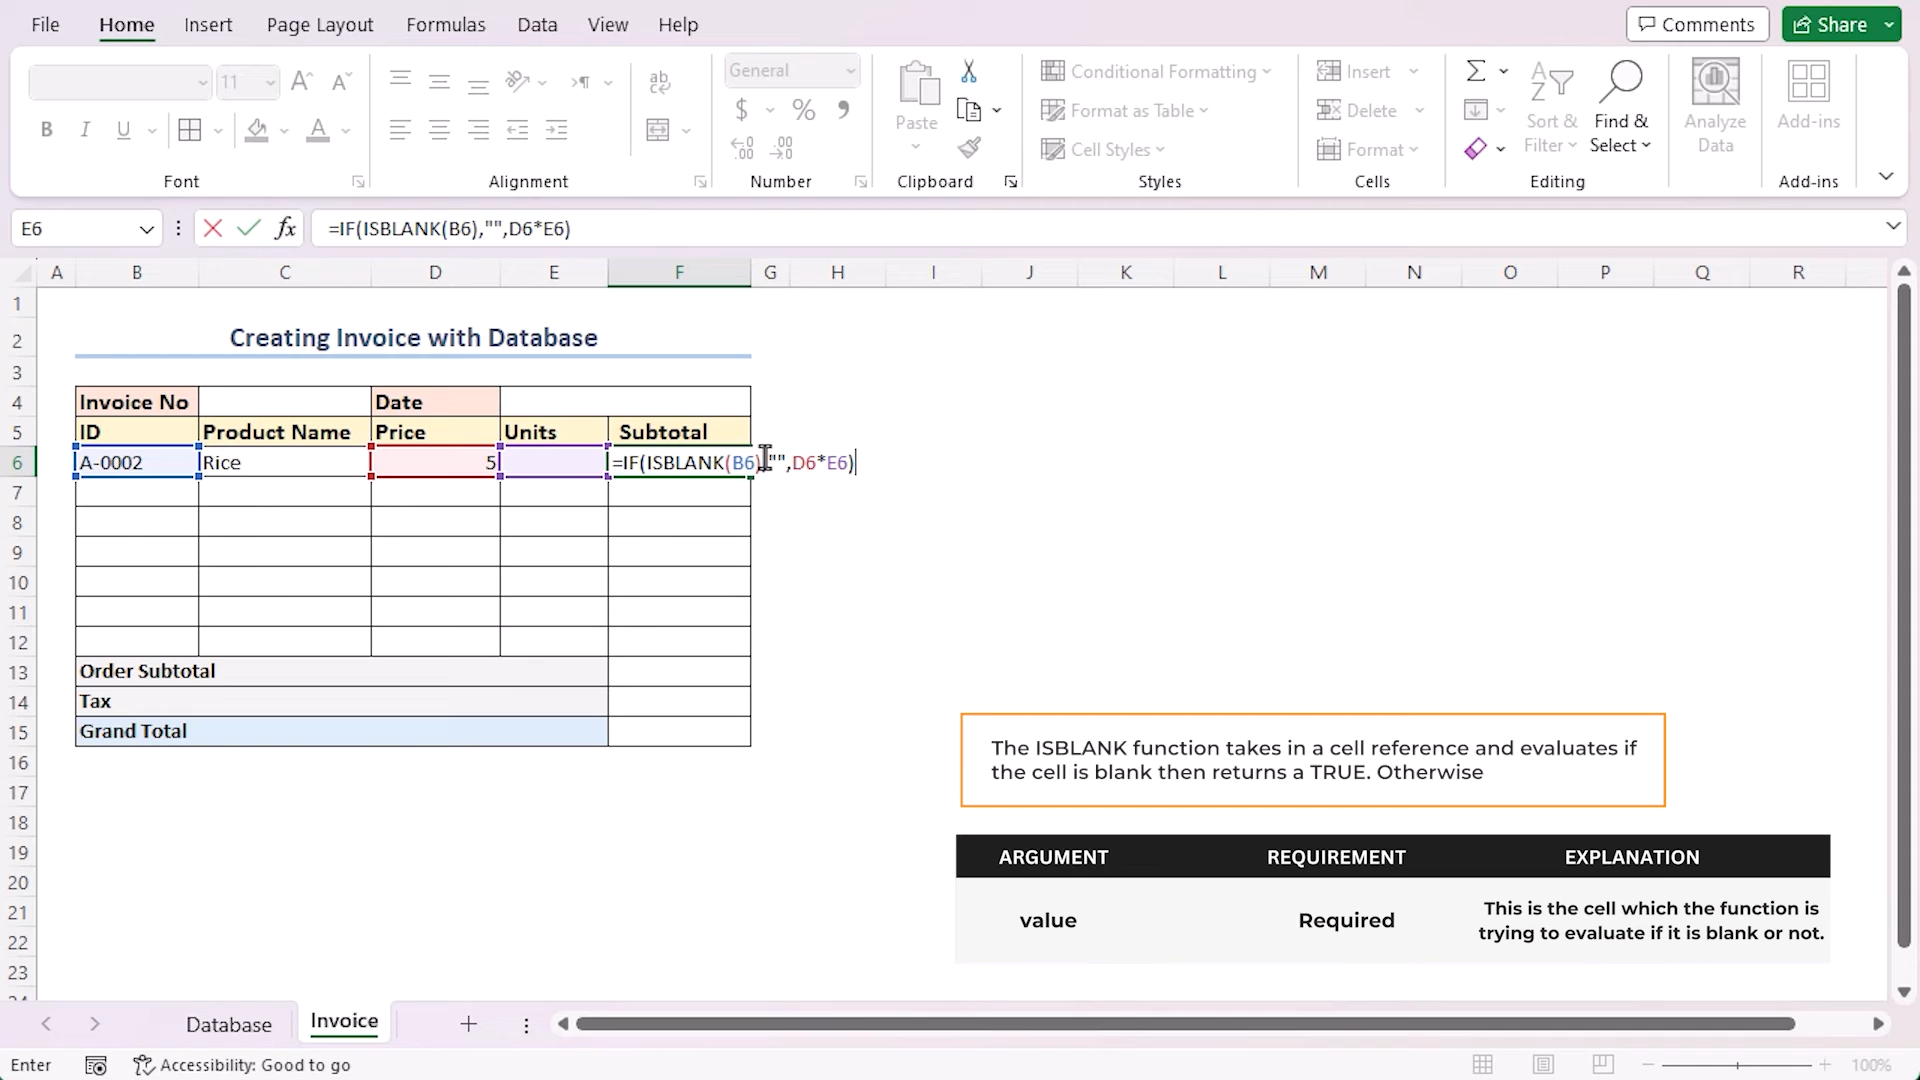 File Home Insert Page Layout Formulas Data View Help Comments Share
11 General Conditional Formatting Insert
ab
Format as Table Delete
B I U $ % Paste Sort & Find & Analyze Add-ins
Cell Styles Format Filter Select Data
Font Alignment Number Clipboard Styles Cells Editing Add-ins
E6 fx =IF(ISBLANK(B6),"",D6*E6)
A B C D E F G H I J K L M N O P Q R
1
2 Creating Invoice with Database
3
4 Invoice No Date
5 ID Product Name Price Units Subtotal
6 A-0002 Rice 5 =IF(ISBLANK(B6),"",D6*E6)
7
8
9
10
11
12
13 Order Subtotal
14 Tax
15 Grand Total
16
17
18
19
20
21
22
23
The ISBLANK function takes in a cell reference and evaluates if
the cell is blank then returns a TRUE. Otherwise
ARGUMENT REQUIREMENT EXPLANATION
value Required This is the cell which the function is
trying to evaluate if it is blank or not.
Database Invoice
Enter Accessibility: Good to go 100%